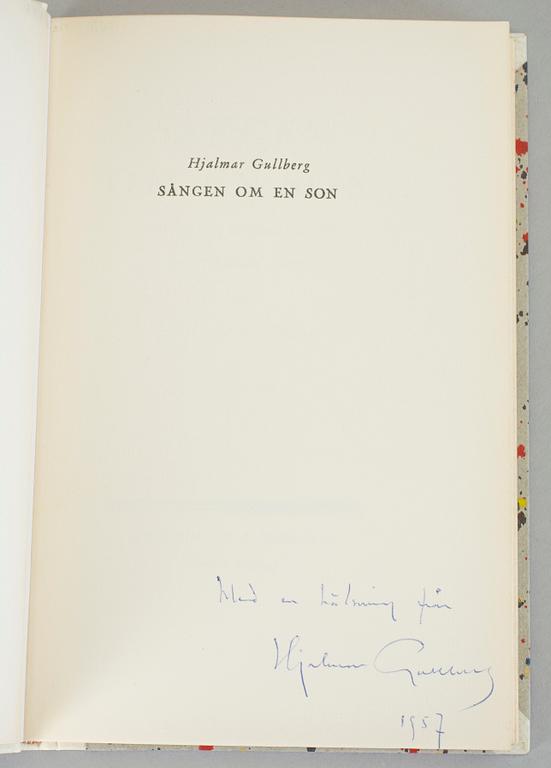 Hjalmar Gullberg
SÅNGEN OM EN SON
Med en hälsning från
Hjalmar Gullberg
1957